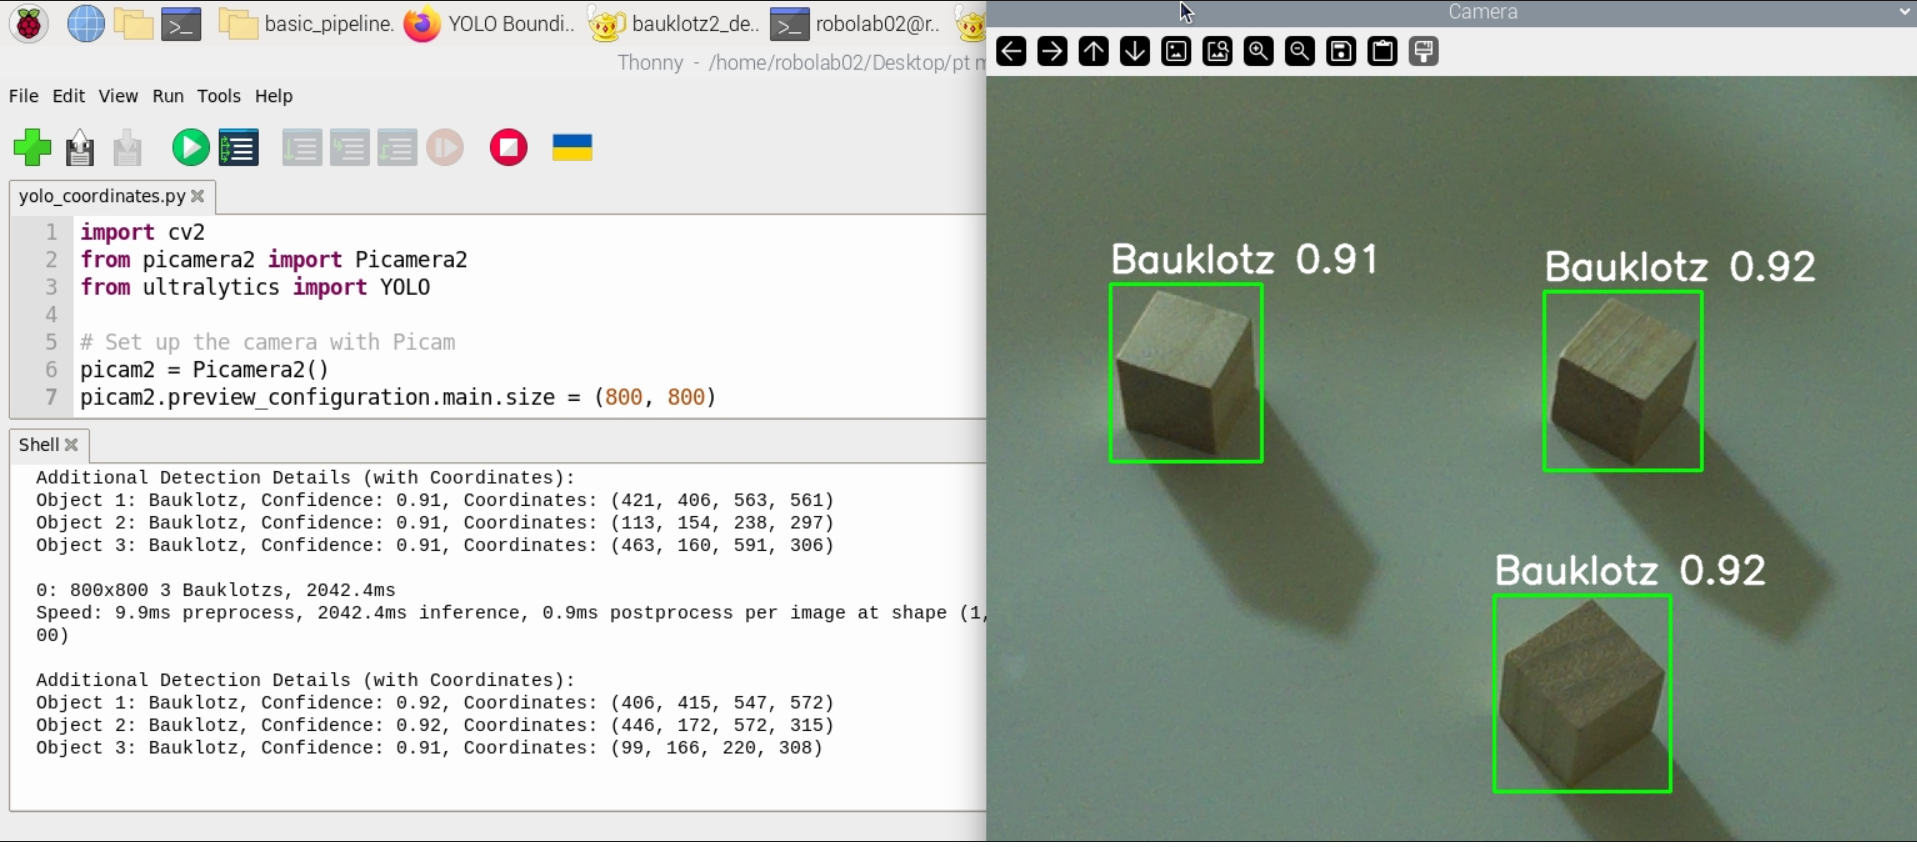 basic_pipeline.
YOLO Boundi..
bauklotz2_de..
robolab02@r..
Camera
Thonny - /home/robolab02/Desktop/pt m
File Edit View Run Tools Help
yolo_coordinates.py
1 import cv2
2 from picamera2 import Picamera2
3 from ultralytics import YOLO
4
5 # Set up the camera with Picam
6 picam2 = Picamera2()
7 picam2.preview_configuration.main.size = (800, 800)
Shell
Additional Detection Details (with Coordinates):
Object 1: Bauklotz, Confidence: 0.91, Coordinates: (421, 406, 563, 561)
Object 2: Bauklotz, Confidence: 0.91, Coordinates: (113, 154, 238, 297)
Object 3: Bauklotz, Confidence: 0.91, Coordinates: (463, 160, 591, 306)
0: 800x800 3 Bauklotzs, 2042.4ms
Speed: 9.9ms preprocess, 2042.4ms inference, 0.9ms postprocess per image at shape (1,
00)
Additional Detection Details (with Coordinates):
Object 1: Bauklotz, Confidence: 0.92, Coordinates: (406, 415, 547, 572)
Object 2: Bauklotz, Confidence: 0.92, Coordinates: (446, 172, 572, 315)
Object 3: Bauklotz, Confidence: 0.91, Coordinates: (99, 166, 220, 308)
Bauklotz 0.91
Bauklotz 0.92
Bauklotz 0.92